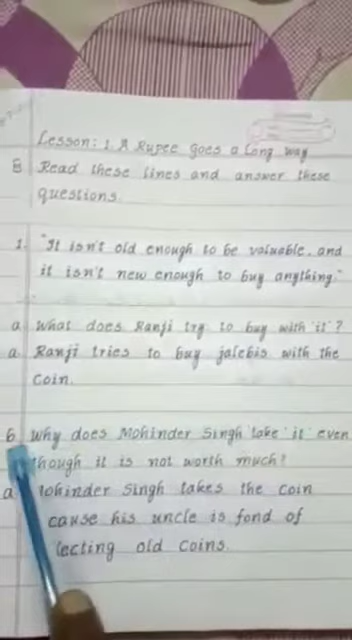 Lesson: 1. A Rupee Goes a Long Way
B Read these lines and answer these
questions.
1. "It isn't old enough to be valuable, and
it isn't new enough to buy anything."
a. What does Ranji try to buy with 'it'?
a. Ranji tries to buy jalebis with the
coin.
b. Why does Mohinder Singh take 'it' even
though it is not worth much?
a Mohinder Singh takes the coin
cause his uncle is fond of
lecting old coins.